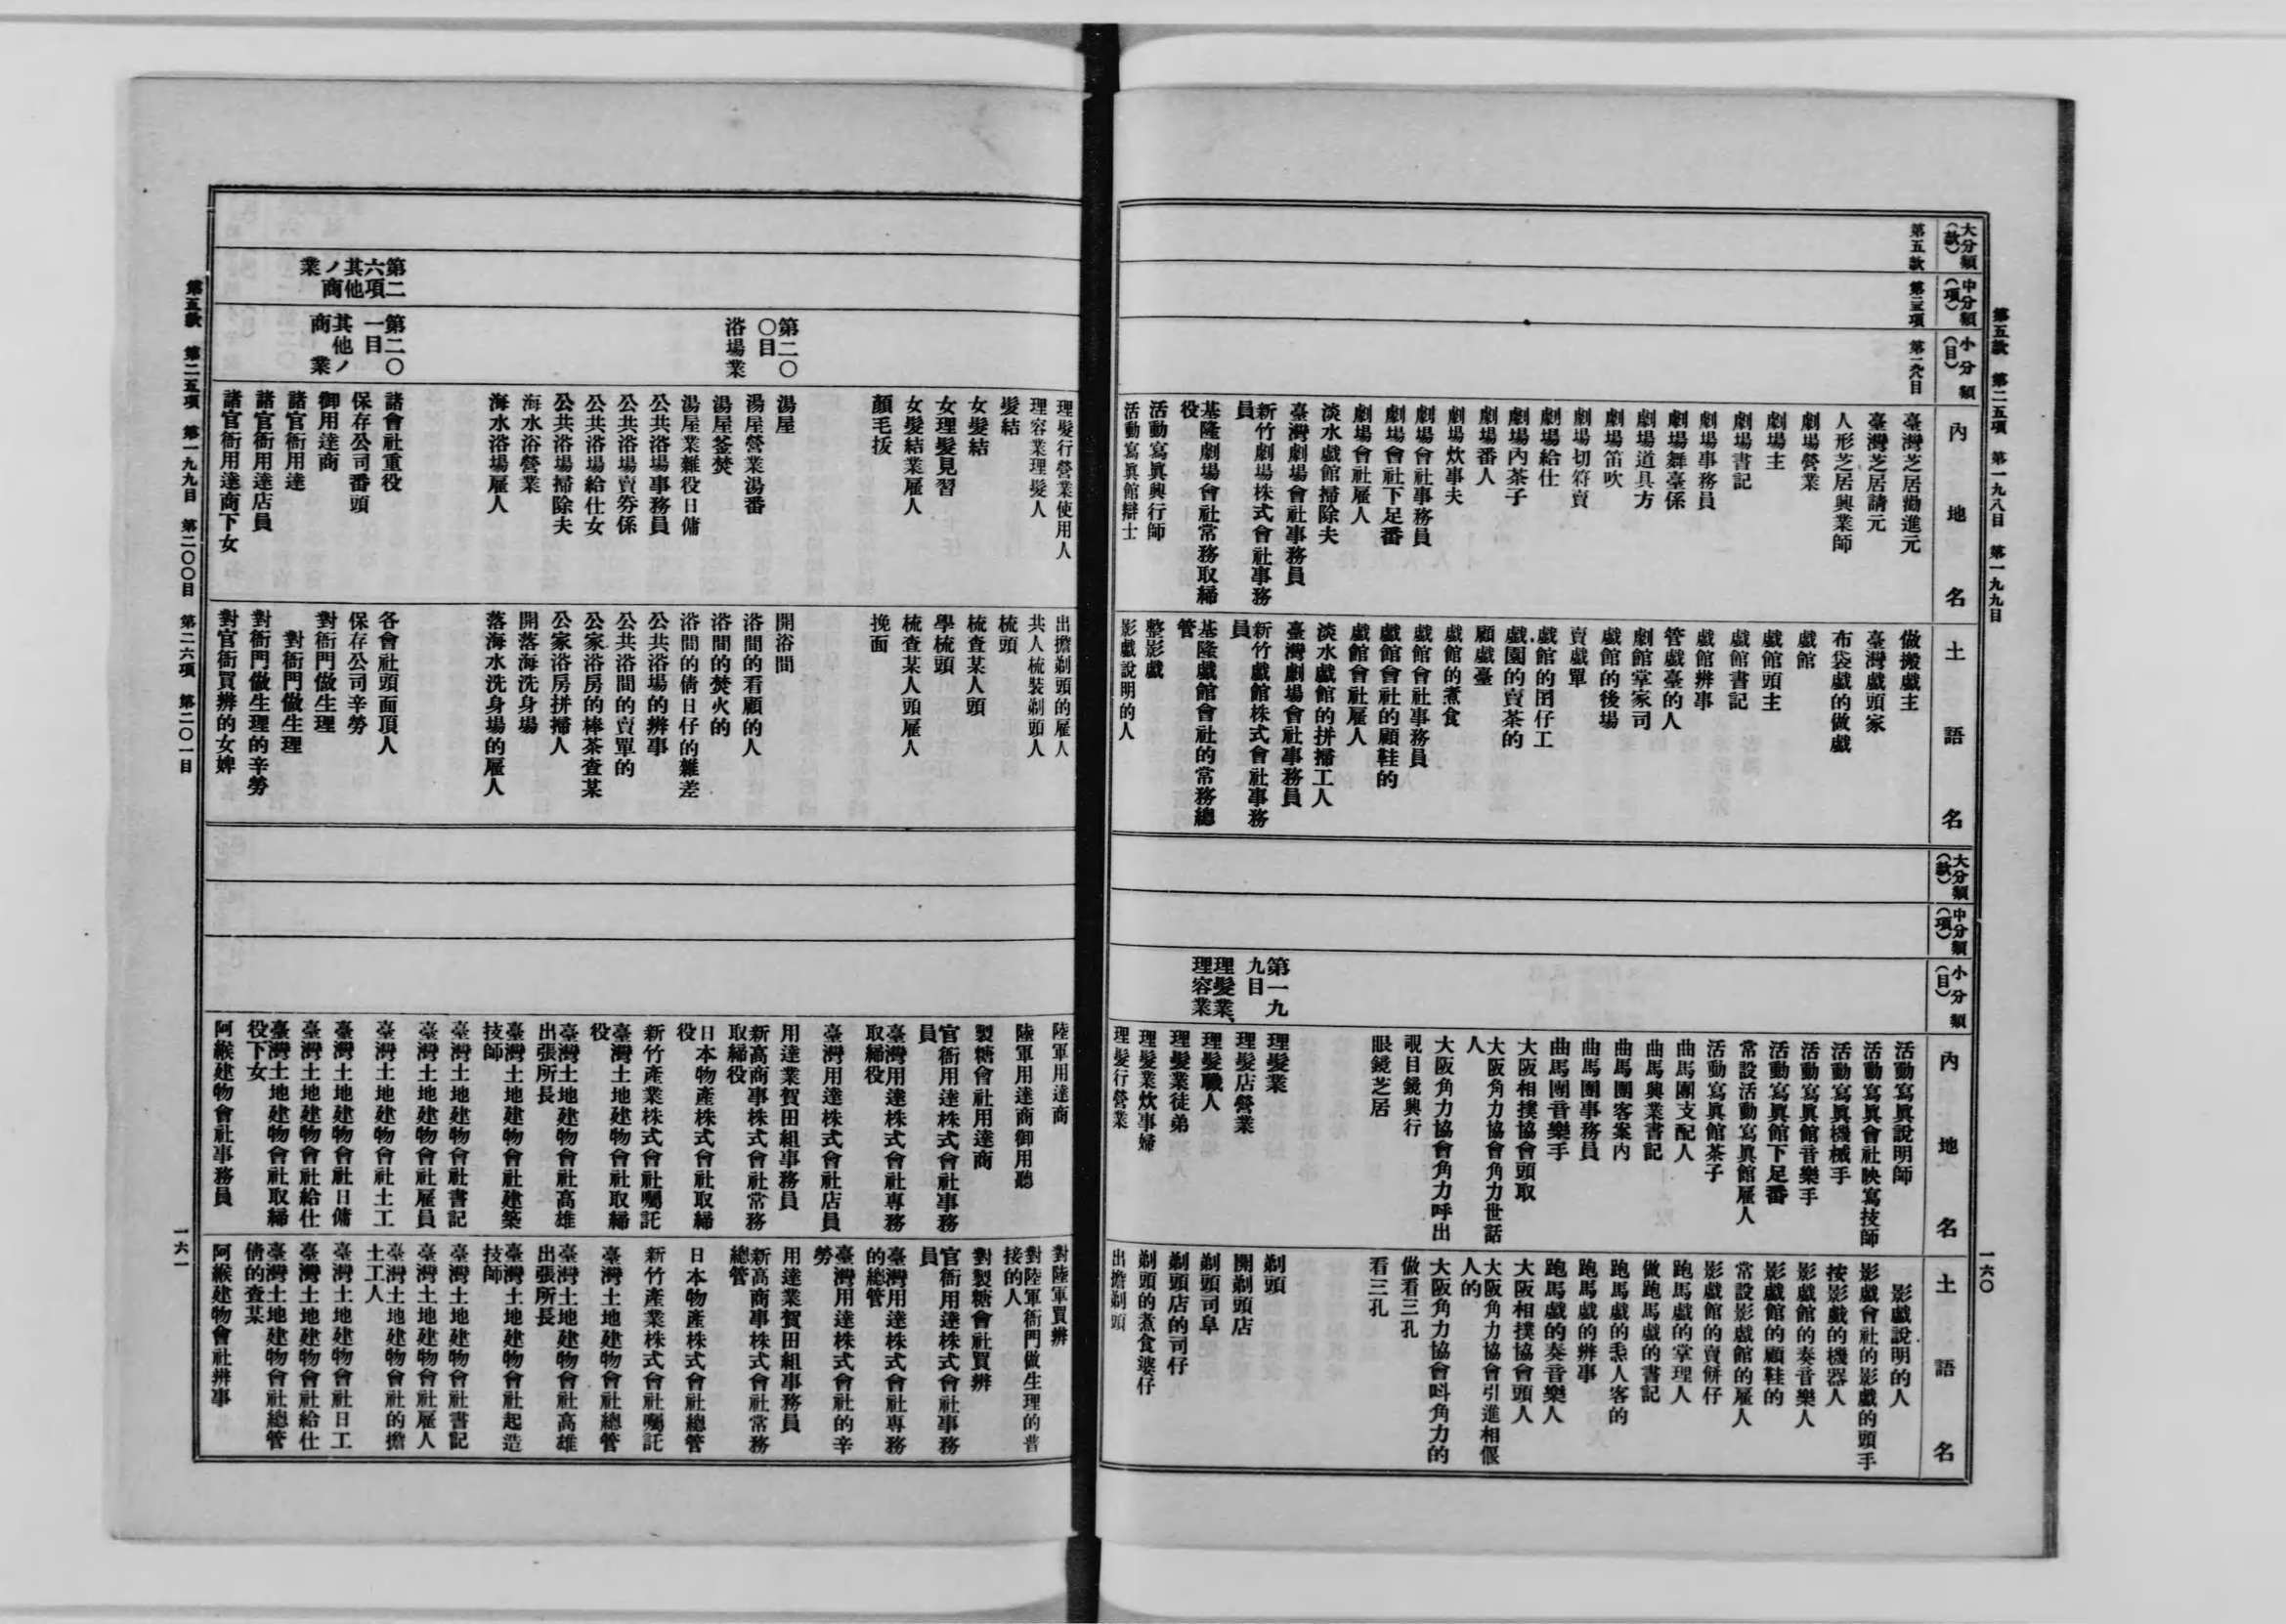 第五款 第二五項 第一九八目 第一九九目
一六〇
大分類(款)
中分類(項)
小分類(目)
內地名
土語名
第五款
第二五項
第一九八目
臺灣芝居勸進元
臺灣芝居請元
人形芝居興業師
劇場營業
劇場主
劇場書記
劇場事務員
劇場舞臺係
劇場道具方
劇場笛吹
劇場切符賣
劇場給仕
劇場內茶子
劇場番人
劇場炊事夫
劇場會社事務員
劇場會社下足番
劇場會社雇人
淡水戲館掃除夫
臺灣劇場會社事務員
新竹劇場株式會社事務員
基隆劇場會社常務取締役
活動寫眞興行師
活動寫眞館辯士
做搬戲主
臺灣戲頭家
布袋戲的做戲
戲館
戲館頭主
戲館書記
戲館辨事
管戲臺的人
劇館掌家司
戲館的後場
賣戲單
戲館的囝仔工
戲園的賣茶的
顧戲臺
戲館的煮食
戲館會社事務員
戲館會社的顧鞋的
戲館會社雇人
淡水戲館的拼掃工人
臺灣劇場會社事務員
新竹戲館株式會社事務員
基隆戲館會社的常務總管
整影戲
影戲說明的人
大分類(款)
中分類(項)
小分類(目)
內地名
土語名
第一九九目
理髮業、理容業
活動寫眞說明師
活動寫眞會社映寫技師
活動寫眞機械手
活動寫眞館音樂手
活動寫眞館下足番
常設活動寫眞館雇人
活動寫眞館茶子
曲馬團支配人
曲馬興業書記
曲馬團客案內
曲馬團事務員
曲馬團音樂手
大阪相撲協會頭取
大阪角力協會角力世話人
大阪角力協會角力呼出
覗目鏡興行
眼鏡芝居
理髮業
理髮店營業
理髮職人
理髮業徒弟
理髮業炊事婦
理髮行營業
影戲說明的人
影戲會社的影戲的頭手
按影戲的機器人
影戲館的奏音樂人
影戲館的顧鞋的
常設影戲館的雇人
影戲館的賣餅仔
跑馬戲的掌理人
做跑馬戲的書記
跑馬戲的𤆬人客的
跑馬戲的辨事
跑馬戲的奏音樂人
大阪相撲協會頭人
大阪角力協會引進相偃人的
大阪角力協會叫角力的
做看三孔
看三孔
剃頭
開剃頭店
剃頭司阜
剃頭店的司仔
剃頭的煮食婆仔
出擔剃頭
理髮行營業使用人
理容業理髮人
髮結
女髮結
女理髮見習
女髮結業雇人
顏毛拔
第二〇〇目
浴場業
湯屋
湯屋營業湯番
湯屋釜焚
湯屋業雜役日傭
公共浴場事務員
公共浴場賣劵係
公共浴場給仕女
公共浴場掃除夫
海水浴營業
海水浴場雇人
第二六項
其他ノ商業
第二〇一目
其他ノ商業
諸會社重役
保存公司番頭
御用達商
諸官衙用達
諸官衙用達店員
諸官衙用達商下女
出擔剃頭的雇人
共人梳裝剃頭人
梳頭
梳查某人頭
學梳頭
梳查某人頭雇人
挽面
開浴間
浴間的看顧的人
浴間的焚火的
浴間的倩日仔的雜差
公共浴場的辨事
公共浴間的賣單的
公家浴房的棒茶查某
公家浴房拼掃人
開落海洗身場
落海水洗身場的雇人
各會社頭面頂人
保存公司辛勞
對衙門做生理
對衙門做生理
對衙門做生理的辛勞
對官衙買辨的女婢
陸軍用達商
陸軍用達商御用聽
製糖會社用達商
官衙用達株式會社事務員
臺灣用達株式會社專務取締役
臺灣用達株式會社店員
用達業賀田組事務員
新高商事株式會社常務取締役
日本物產株式會社取締役
新竹產業株式會社囑託
臺灣土地建物會社取締役
臺灣土地建物會社高雄出張所長
臺灣土地建物會社建築技師
臺灣土地建物會社書記
臺灣土地建物會社雇員
臺灣土地建物會社土工
臺灣土地建物會社日傭
臺灣土地建物會社給仕
臺灣土地建物會社取締役下女
阿緱建物會社事務員
對陸軍買辨
對陸軍衙門做生理的普接的人
對製糖會社買辨
官衙用達株式會社事務員
臺灣用達株式會社專務的總管
臺灣用達株式會社的辛勞
用達業賀田組事務員
新高商事株式會社常務總管
日本物產株式會社總管
新竹產業株式會社囑託
臺灣土地建物會社總管
臺灣土地建物會社高雄出張所長
臺灣土地建物會社起造技師
臺灣土地建物會社書記
臺灣土地建物會社雇人
臺灣土地建物會社的擔土工人
臺灣土地建物會社日工
臺灣土地建物會社給仕
臺灣土地建物會社總管倩的查某
阿緱建物會社辨事
第五款 第二五項 第一九九目 第二〇〇目 第二六項 第二〇一目
一六一